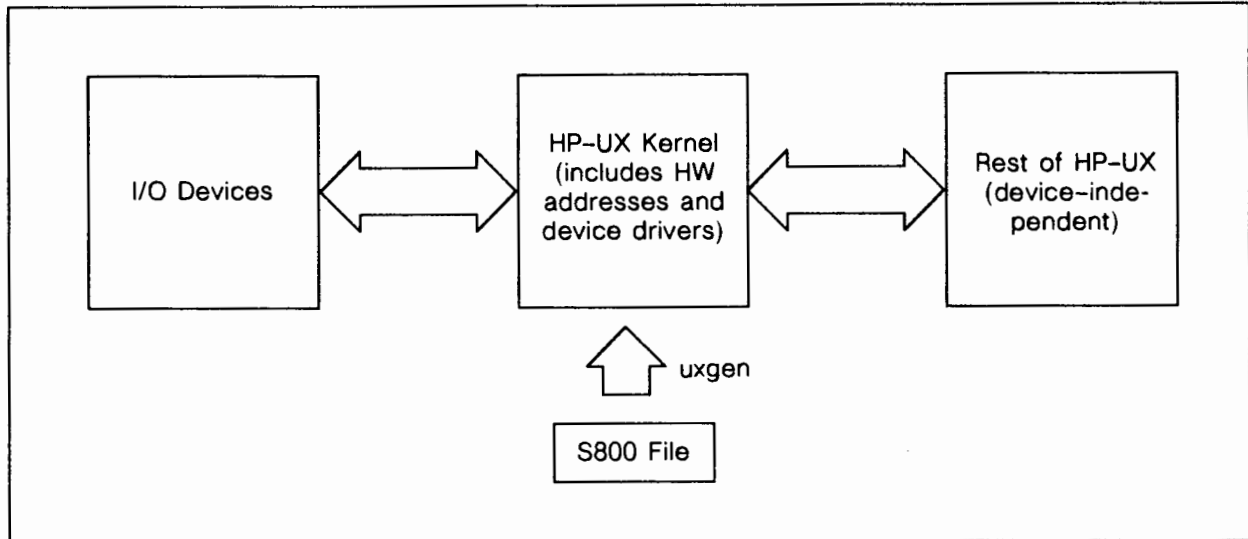 I/O Devices
HP-UX Kernel
(includes HW
addresses and
device drivers)
Rest of HP-UX
(device-inde-
pendent)
uxgen
S800 File